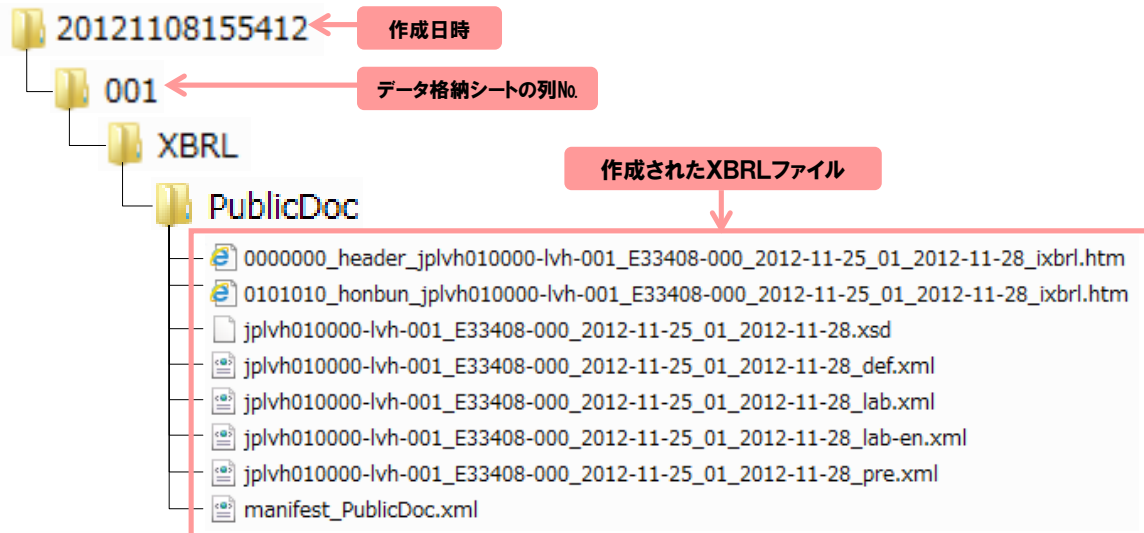 20121108155412
作成日時
001
データ格納シートの列№
XBRL
作成されたXBRLファイル
PublicDoc
0000000_header_jplvh010000-lvh-001_E33408-000_2012-11-25_01_2012-11-28_ixbrl.htm
0101010_honbun_jplvh010000-lvh-001_E33408-000_2012-11-25_01_2012-11-28_ixbrl.htm
jplvh010000-lvh-001_E33408-000_2012-11-25_01_2012-11-28.xsd
jplvh010000-lvh-001_E33408-000_2012-11-25_01_2012-11-28_def.xml
jplvh010000-lvh-001_E33408-000_2012-11-25_01_2012-11-28_lab.xml
jplvh010000-lvh-001_E33408-000_2012-11-25_01_2012-11-28_lab-en.xml
jplvh010000-lvh-001_E33408-000_2012-11-25_01_2012-11-28_pre.xml
manifest_PublicDoc.xml